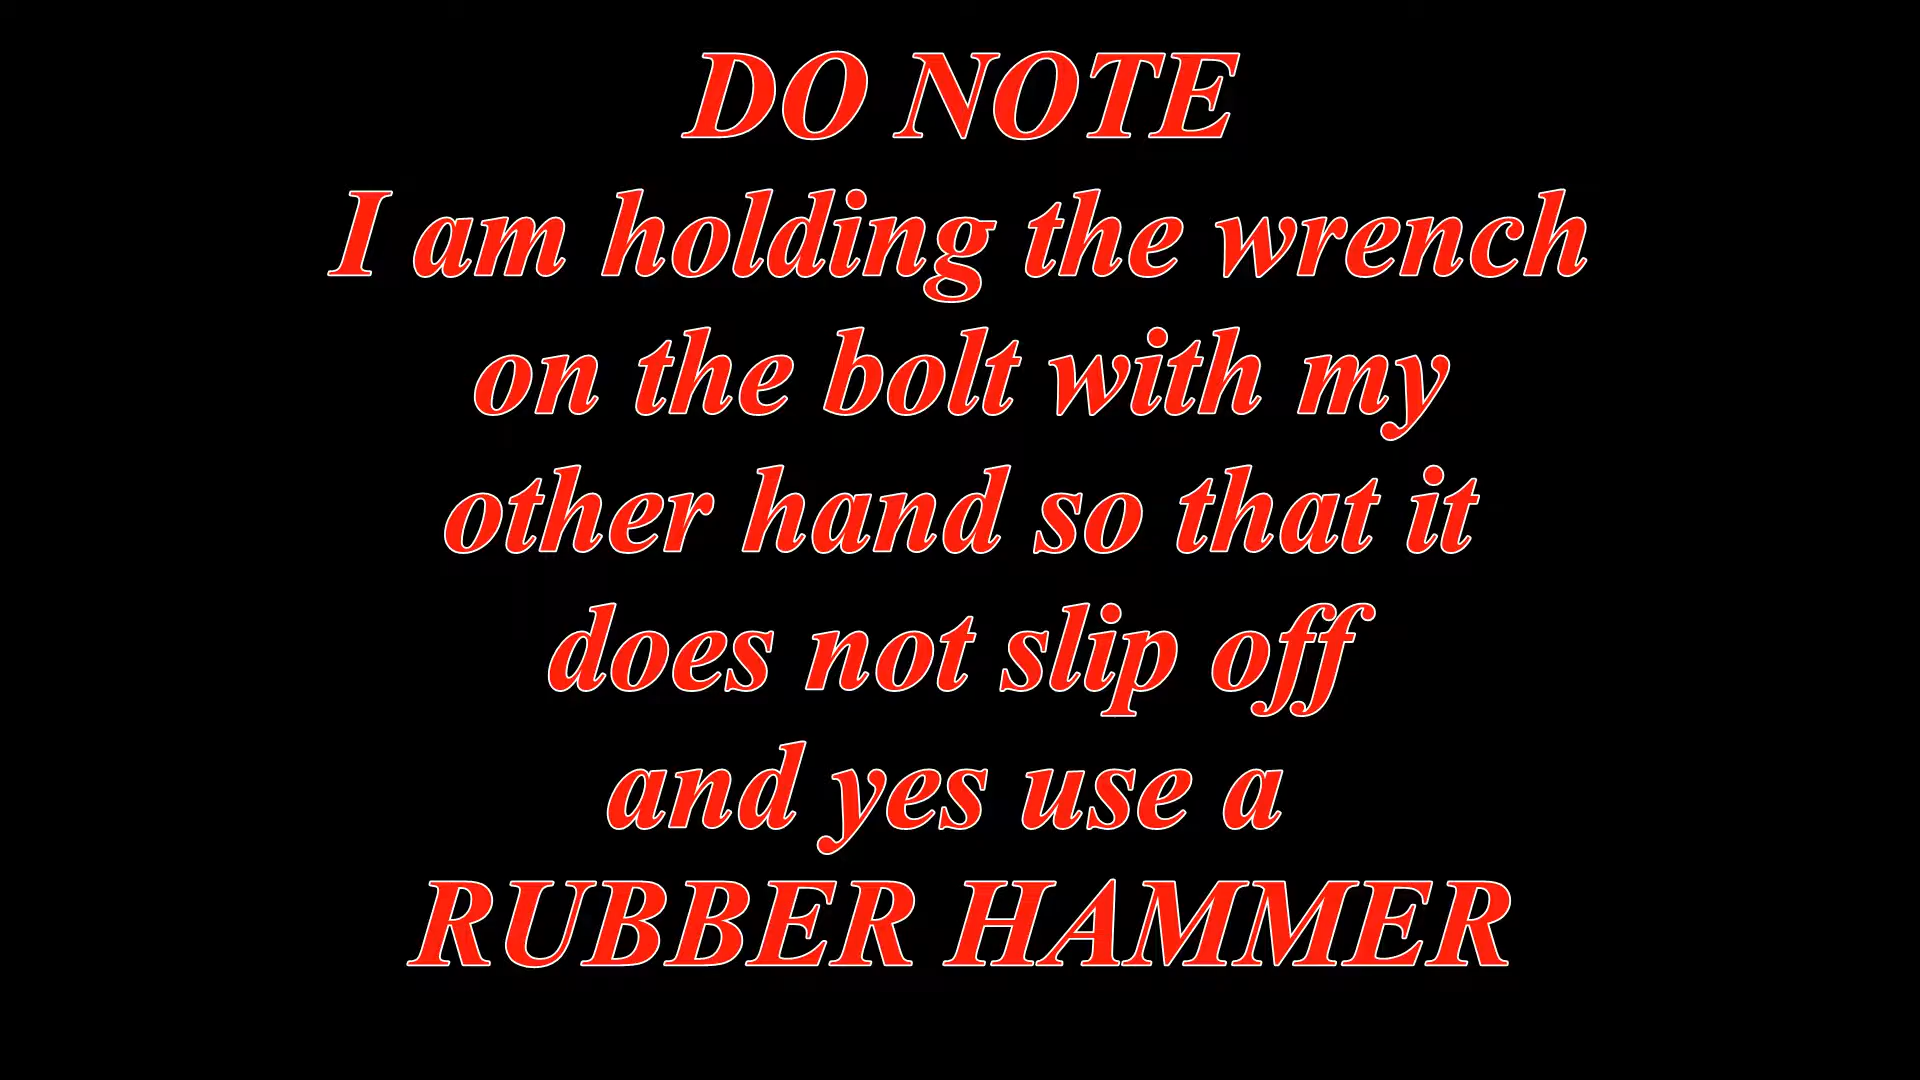 DO NOTE
I am holding the wrench
on the bolt with my
other hand so that it
does not slip off
and yes use a
RUBBER HAMMER